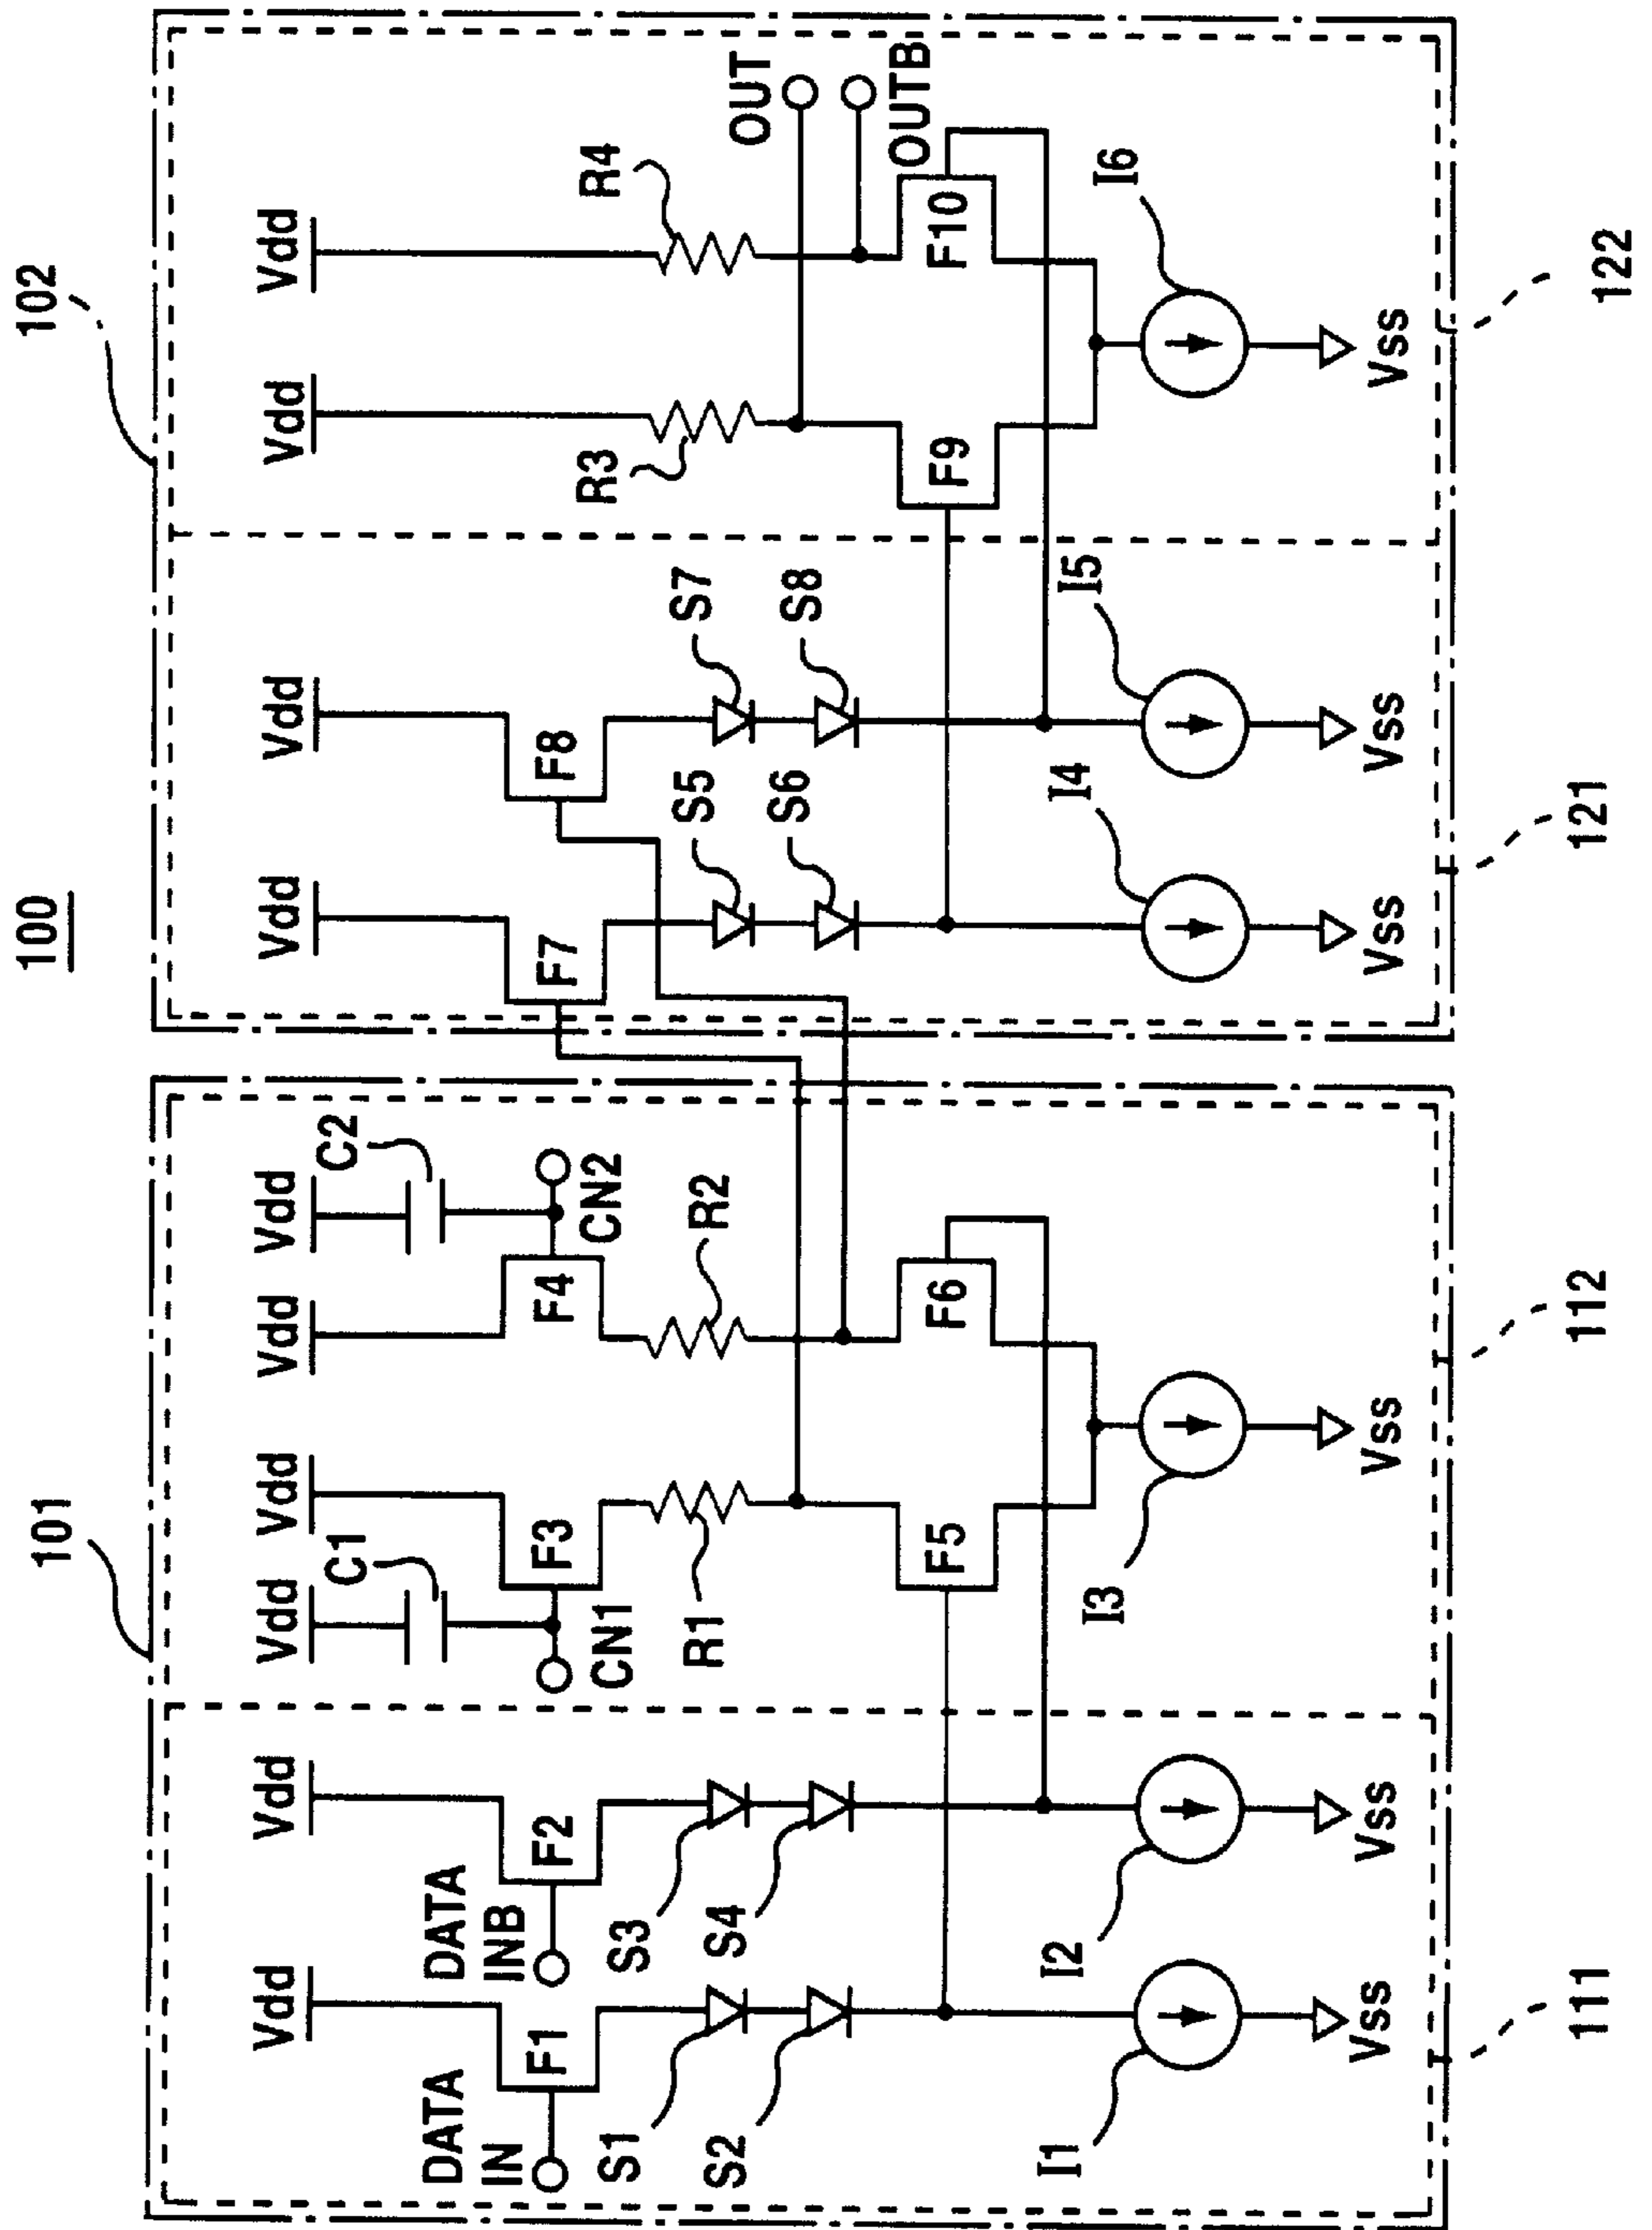 100
101
102
Vdd
Vdd
Vdd
Vdd
Vdd
Vdd
Vdd
Vdd
Vdd
Vdd
C1
C2
DATA
IN
DATA
INB
F1
F2
F3
F4
CN1
CN2
F7
F8
S1
S2
S3
S4
R1
R2
S5
S6
S7
S8
R3
R4
OUT
OUTB
F5
F6
F9
F10
I1
I2
I3
I4
I5
I6
Vss
Vss
Vss
Vss
Vss
Vss
111
112
121
122